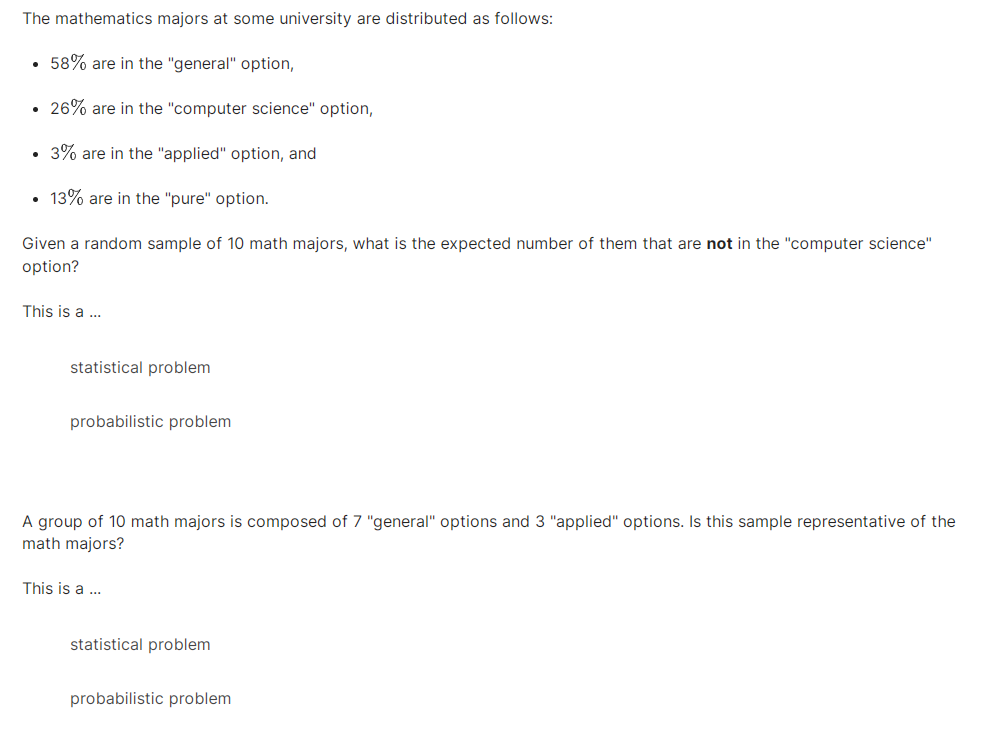 The mathematics majors at some university are distributed as follows:
• 58% are in the "general" option,
• 26% are in the "computer science" option,
• 3% are in the "applied" option, and
• 13% are in the "pure" option.
Given a random sample of 10 math majors, what is the expected number of them that are not in the "computer science"
option?
This is a ...
statistical problem
probabilistic problem
A group of 10 math majors is composed of 7 "general" options and 3 "applied" options. Is this sample representative of the
math majors?
This is a ...
statistical problem
probabilistic problem